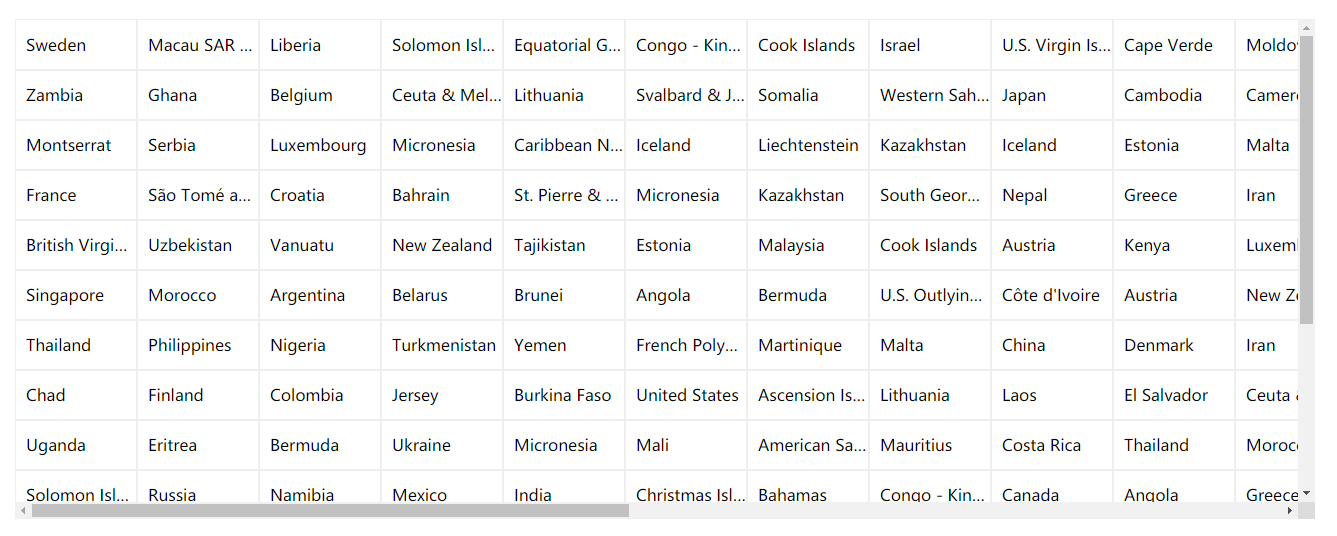 Sweden Macau SAR ... Liberia Solomon Isl... Equatorial G... Congo - Kin... Cook Islands Israel U.S. Virgin Is... Cape Verde Moldo
Zambia Ghana Belgium Ceuta & Mel... Lithuania Svalbard & J... Somalia Western Sah... Japan Cambodia Camer
Montserrat Serbia Luxembourg Micronesia Caribbean N... Iceland Liechtenstein Kazakhstan Iceland Estonia Malta
France São Tomé a... Croatia Bahrain St. Pierre & ... Micronesia Kazakhstan South Geor... Nepal Greece Iran
British Virgi... Uzbekistan Vanuatu New Zealand Tajikistan Estonia Malaysia Cook Islands Austria Kenya Luxem
Singapore Morocco Argentina Belarus Brunei Angola Bermuda U.S. Outlyin... Côte d'Ivoire Austria New Z
Thailand Philippines Nigeria Turkmenistan Yemen French Poly... Martinique Malta China Denmark Iran
Chad Finland Colombia Jersey Burkina Faso United States Ascension Is... Lithuania Laos El Salvador Ceuta
Uganda Eritrea Bermuda Ukraine Micronesia Mali American Sa... Mauritius Costa Rica Thailand Moroc
Solomon Isl... Russia Namibia Mexico India Christmas Isl... Bahamas Congo - Kin... Canada Angola Greece